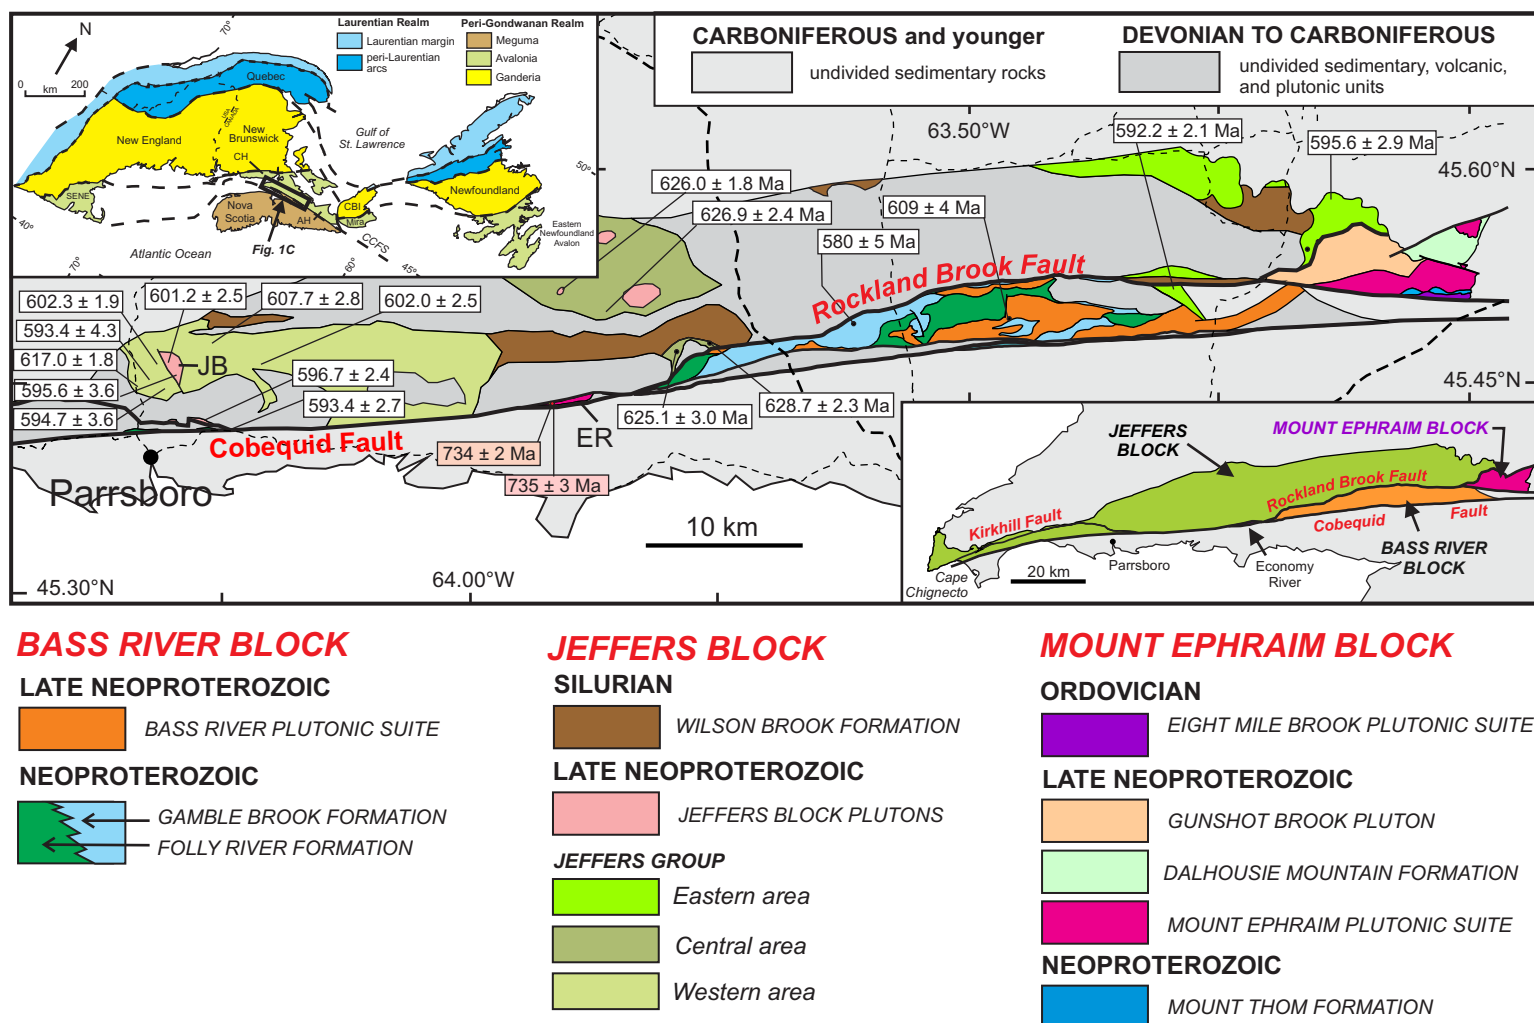 N
0 200
km
70°
Laurentian Realm
Laurentian margin
peri-Laurentian
arcs
Peri-Gondwanan Realm
Meguma
Avalonia
Ganderia
Quebec
USA
CANADA
New England
New
Brunswick
Gulf of
St. Lawrence
CH
SENE
Nova
Scotia
AH
CBI
Mira
Newfoundland
Eastern
Newfoundland
Avalon
CCFS
Fig. 1C
Atlantic Ocean
40°
70°
60°
45°
50°
CARBONIFEROUS and younger
undivided sedimentary rocks
DEVONIAN TO CARBONIFEROUS
undivided sedimentary, volcanic,
and plutonic units
63.50°W
592.2 ± 2.1 Ma
595.6 ± 2.9 Ma
45.60°N
626.0 ± 1.8 Ma
626.9 ± 2.4 Ma
609 ± 4 Ma
580 ± 5 Ma
Rockland Brook Fault
602.3 ± 1.9
601.2 ± 2.5
607.7 ± 2.8
602.0 ± 2.5
593.4 ± 4.3
617.0 ± 1.8
JB
595.6 ± 3.6
596.7 ± 2.4
594.7 ± 3.6
593.4 ± 2.7
45.45°N
625.1 ± 3.0 Ma
628.7 ± 2.3 Ma
ER
Cobequid Fault
734 ± 2 Ma
735 ± 3 Ma
Parrsboro
10 km
45.30°N
64.00°W
JEFFERS
BLOCK
MOUNT EPHRAIM BLOCK
Rockland Brook Fault
Kirkhill Fault
Cobequid Fault
BASS RIVER
BLOCK
Economy
River
Parrsboro
20 km
Cape
Chignecto
BASS RIVER BLOCK
LATE NEOPROTEROZOIC
BASS RIVER PLUTONIC SUITE
NEOPROTEROZOIC
GAMBLE BROOK FORMATION
FOLLY RIVER FORMATION
JEFFERS BLOCK
SILURIAN
WILSON BROOK FORMATION
LATE NEOPROTEROZOIC
JEFFERS BLOCK PLUTONS
JEFFERS GROUP
Eastern area
Central area
Western area
MOUNT EPHRAIM BLOCK
ORDOVICIAN
EIGHT MILE BROOK PLUTONIC SUITE
LATE NEOPROTEROZOIC
GUNSHOT BROOK PLUTON
DALHOUSIE MOUNTAIN FORMATION
MOUNT EPHRAIM PLUTONIC SUITE
NEOPROTEROZOIC
MOUNT THOM FORMATION